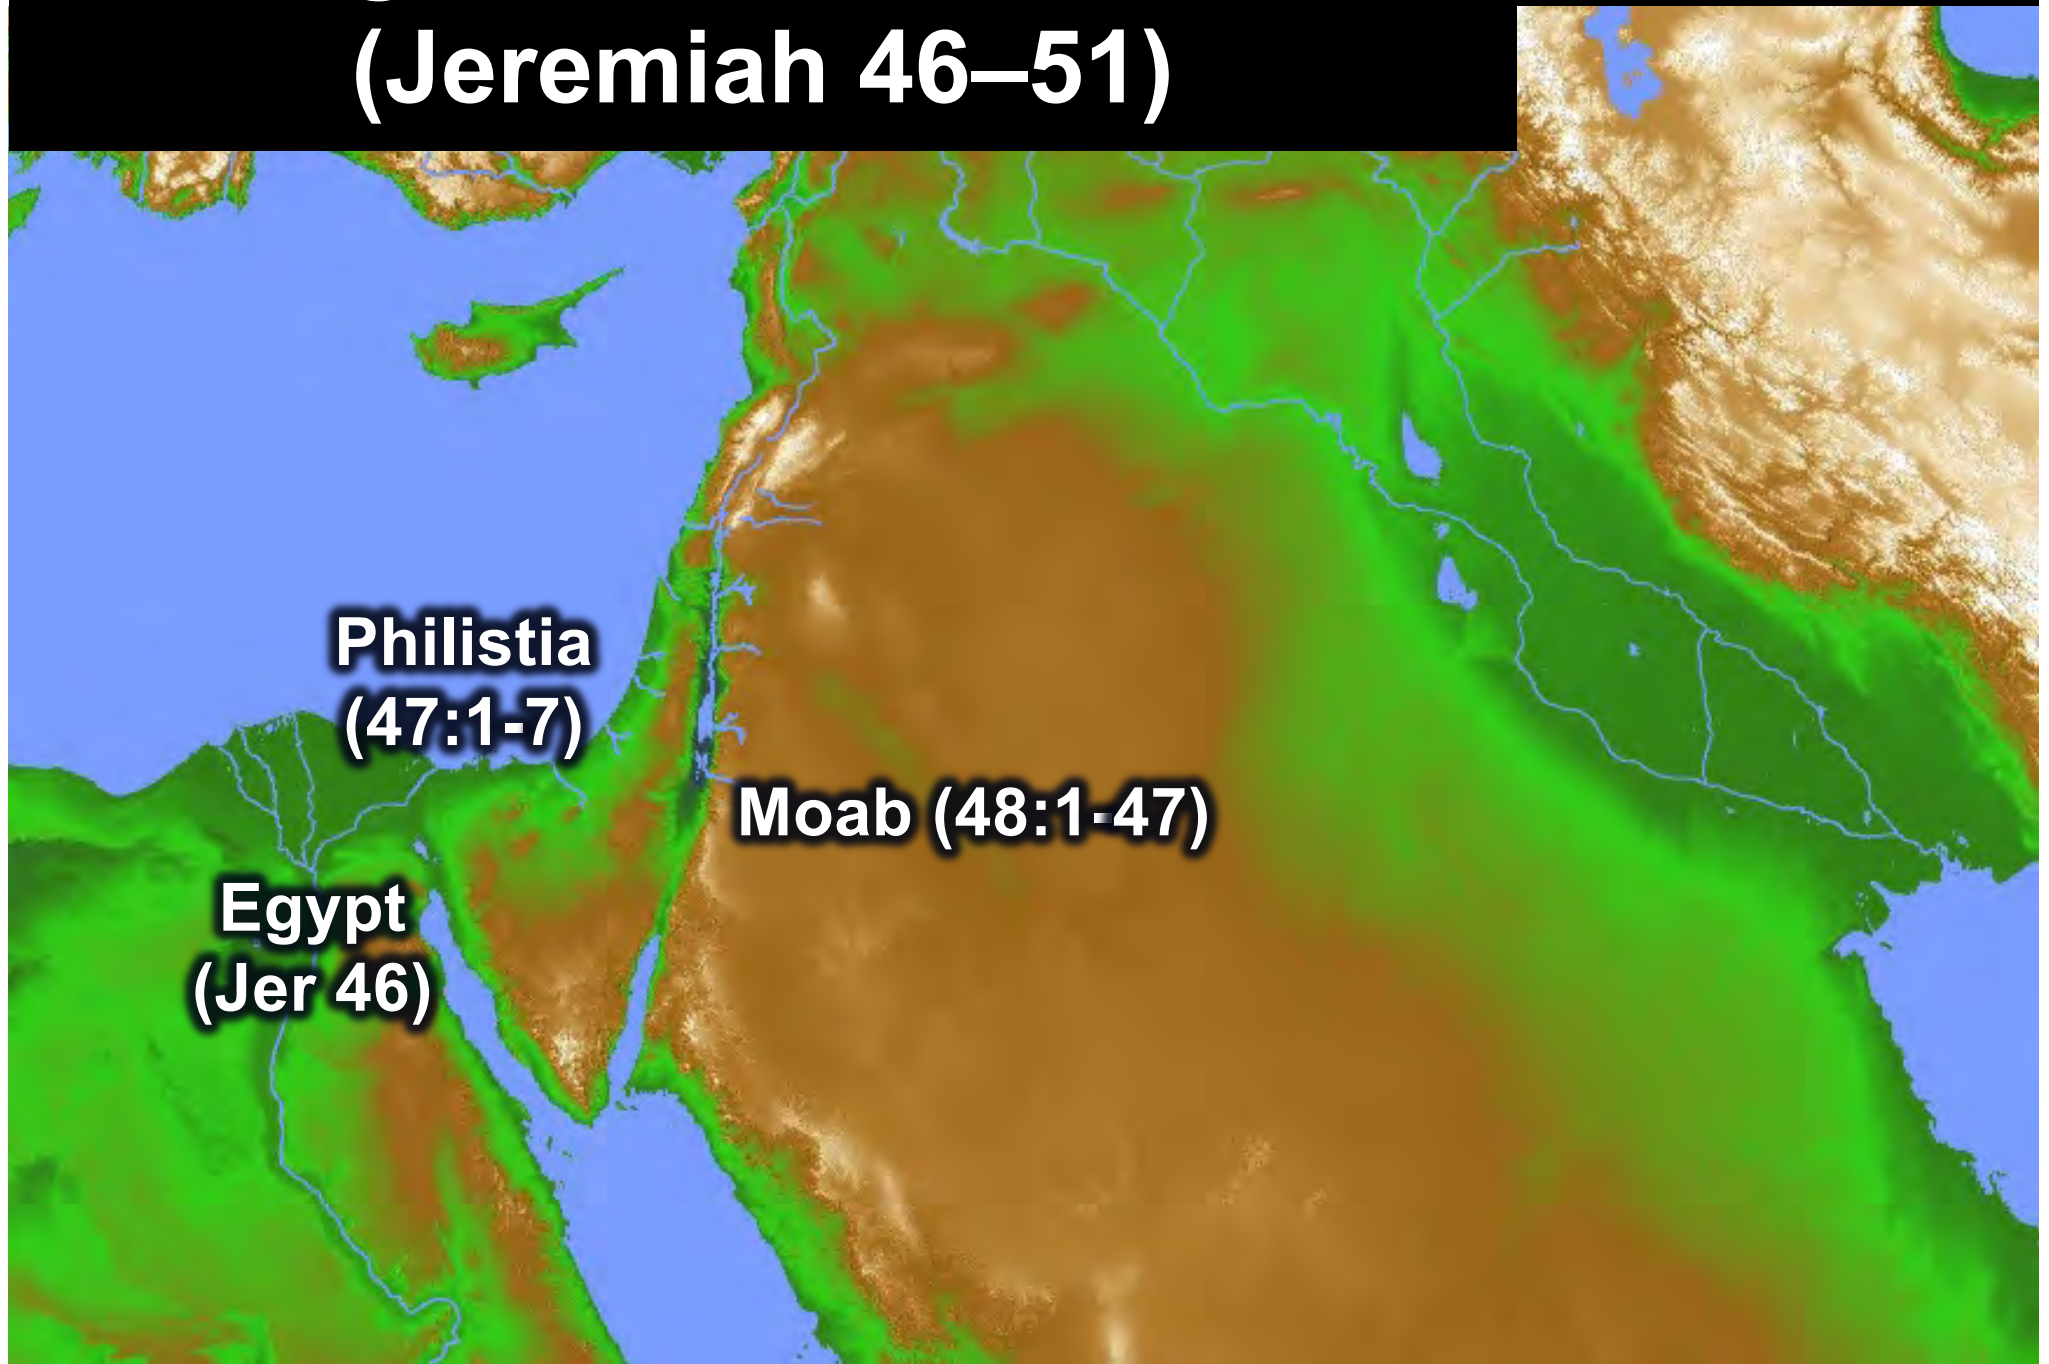 (Jeremiah 46–51)
Philistia
(47:1-7)
Moab (48:1-47)
Egypt
(Jer 46)